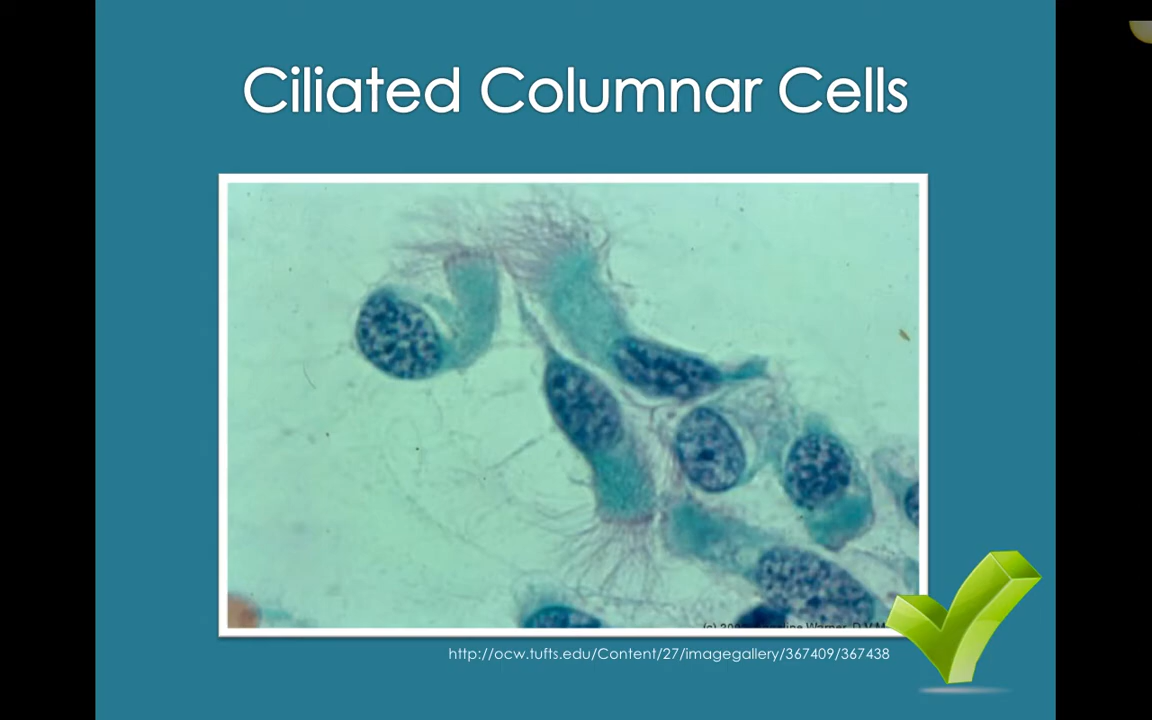 Ciliated Columnar Cells
D.V.M
http://ocw.tufts.edu/Content/27/imagegallery/367409/367438